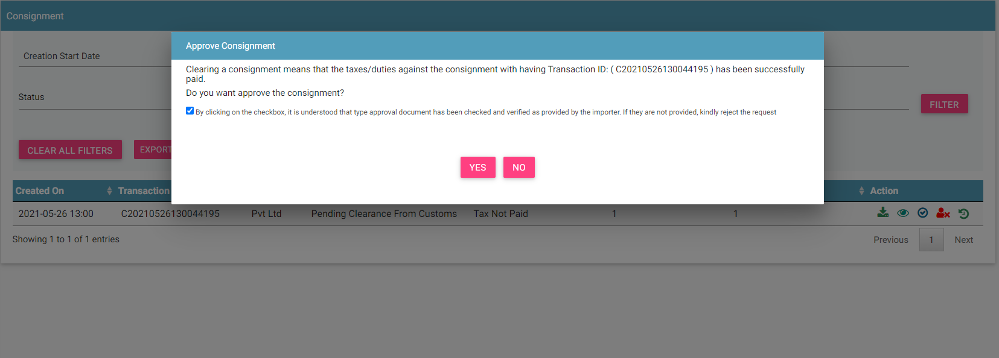 Consignment
Approve Consignment
Clearing a consignment means that the taxes/duties against the consignment with having Transaction ID: ( C20210526130044195 ) has been successfully
paid.
Do you want approve the consignment?
By clicking on the checkbox, it is understood that type approval document has been checked and verified as provided by the importer. If they are not provided, kindly reject the request
YES NO
Creation Start Date
Status
FILTER
CLEAR ALL FILTERS EXPORT
Created On Transaction Action
2021-05-26 13:00 C20210526130044195 Pvt Ltd Pending Clearance From Customs Tax Not Paid 1 1
Showing 1 to 1 of 1 entries Previous 1 Next